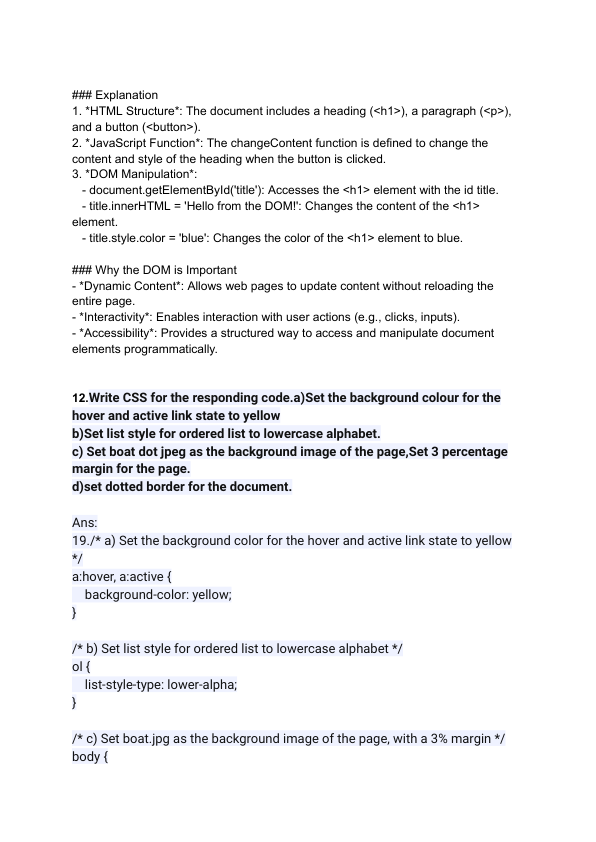 ### Explanation
1. *HTML Structure*: The document includes a heading (<h1>), a paragraph (<p>),
and a button (<button>).
2. *JavaScript Function*: The changeContent function is defined to change the
content and style of the heading when the button is clicked.
3. *DOM Manipulation*:
- document.getElementById('title'): Accesses the <h1> element with the id title.
- title.innerHTML = 'Hello from the DOM!': Changes the content of the <h1>
element.
- title.style.color = 'blue': Changes the color of the <h1> element to blue.
### Why the DOM is Important
- *Dynamic Content*: Allows web pages to update content without reloading the
entire page.
- *Interactivity*: Enables interaction with user actions (e.g., clicks, inputs).
- *Accessibility*: Provides a structured way to access and manipulate document
elements programmatically.
12.Write CSS for the responding code.a)Set the background colour for the
hover and active link state to yellow
b)Set list style for ordered list to lowercase alphabet.
c) Set boat dot jpeg as the background image of the page,Set 3 percentage
margin for the page.
d)set dotted border for the document.
Ans:
19./* a) Set the background color for the hover and active link state to yellow
*/
a:hover, a:active {
background-color: yellow;
}
/* b) Set list style for ordered list to lowercase alphabet */
ol {
list-style-type: lower-alpha;
}
/* c) Set boat.jpg as the background image of the page, with a 3% margin */
body {